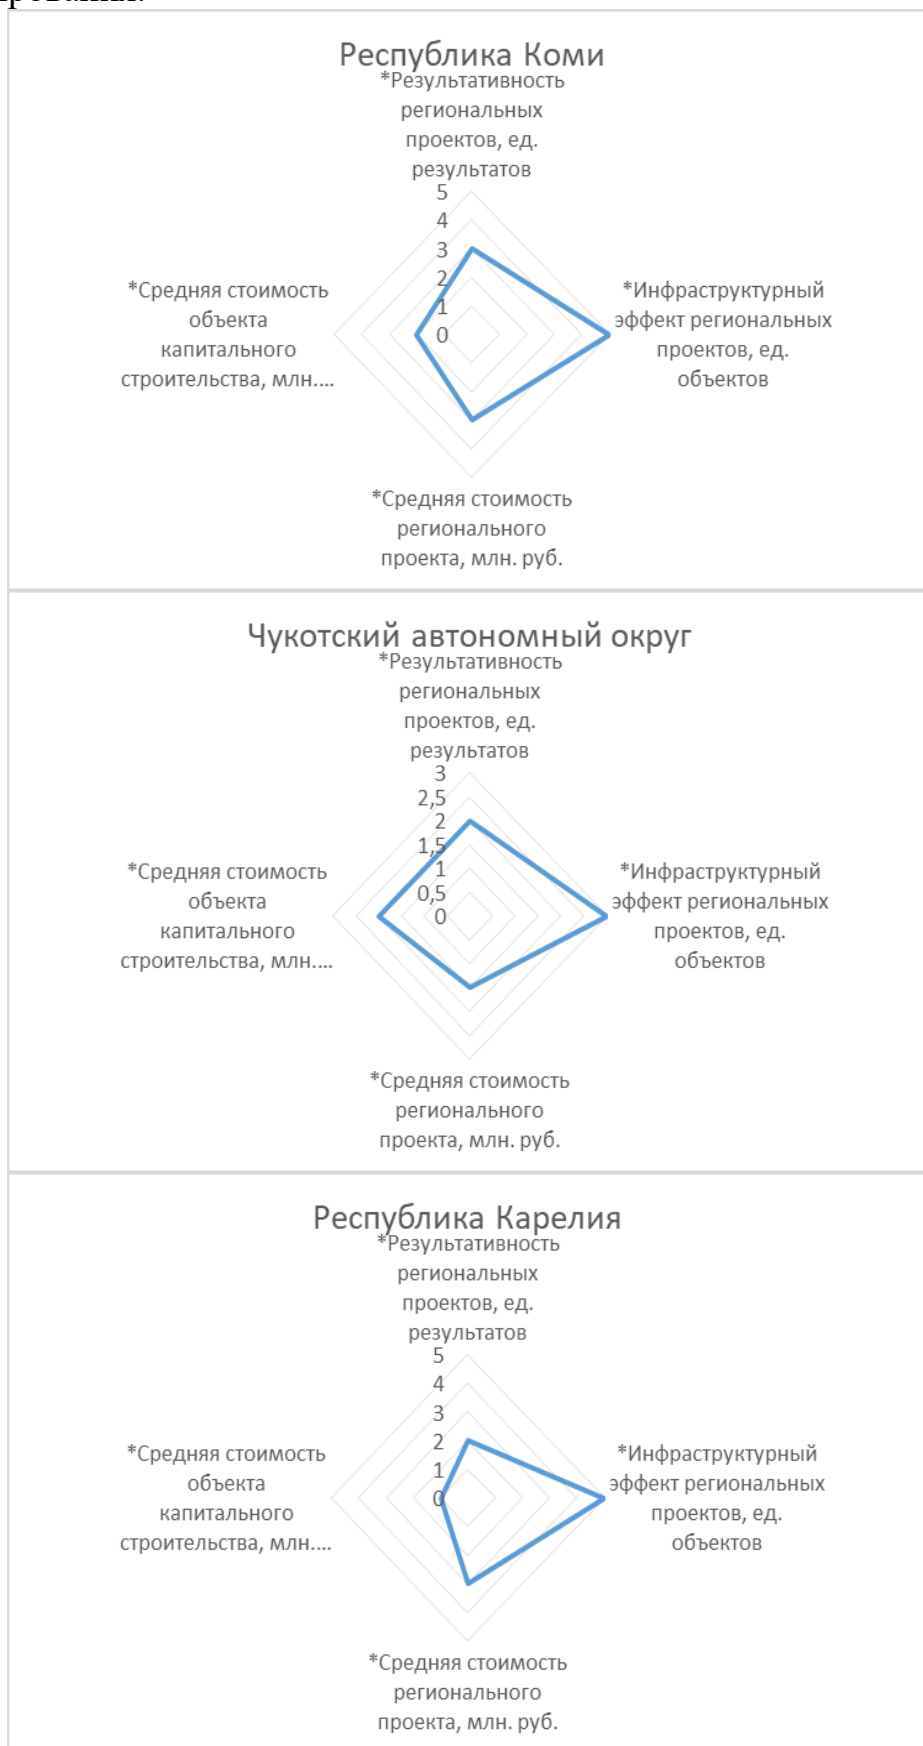 рования.
Республика Коми
*Результативность
региональных
проектов, ед.
результатов
5
4
3
2
1
0
*Средняя стоимость
объекта
капитального
строительства, млн.…
*Инфраструктурный
эффект региональных
проектов, ед.
объектов
*Средняя стоимость
регионального
проекта, млн. руб.
Чукотский автономный округ
*Результативность
региональных
проектов, ед.
результатов
3
2,5
2
1,5
1
0,5
0
*Средняя стоимость
объекта
капитального
строительства, млн.…
*Инфраструктурный
эффект региональных
проектов, ед.
объектов
*Средняя стоимость
регионального
проекта, млн. руб.
Республика Карелия
*Результативность
региональных
проектов, ед.
результатов
5
4
3
2
1
0
*Средняя стоимость
объекта
капитального
строительства, млн.…
*Инфраструктурный
эффект региональных
проектов, ед.
объектов
*Средняя стоимость
регионального
проекта, млн. руб.